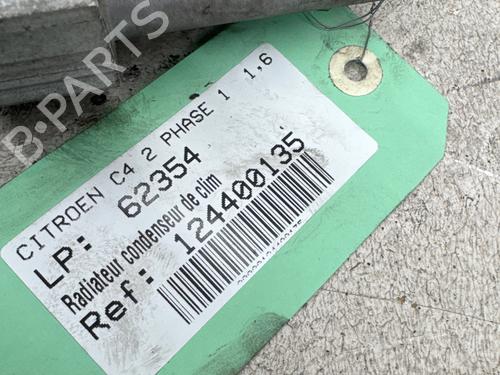 B-PARTS
CITROEN C4 2 PHASE 1 1,6
LP: 62354
Radiateur condenseur de clim
Ref: 124400135